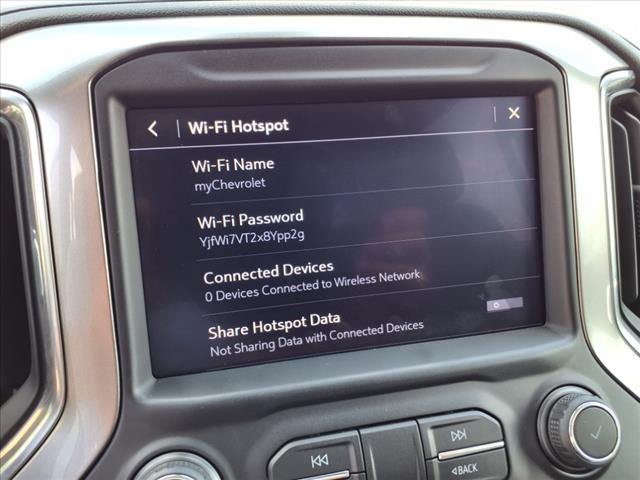 Wi-Fi Hotspot
Wi-Fi Name
myChevrolet
Wi-Fi Password
YjfWi7VT2x8Ypp2g
Connected Devices
0 Devices Connected to Wireless Network
Share Hotspot Data
Not Sharing Data with Connected Devices
BACK